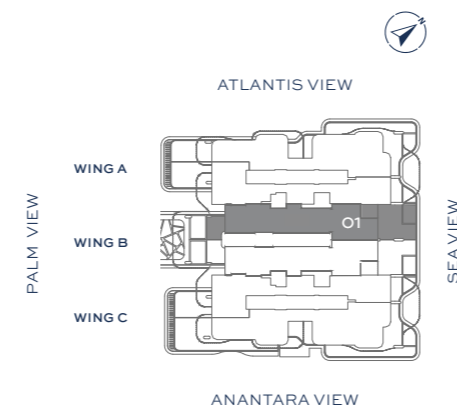 N
ATLANTIS VIEW
WING A
PALM VIEW
01
WING B
SEA VIEW
WING C
ANANTARA VIEW